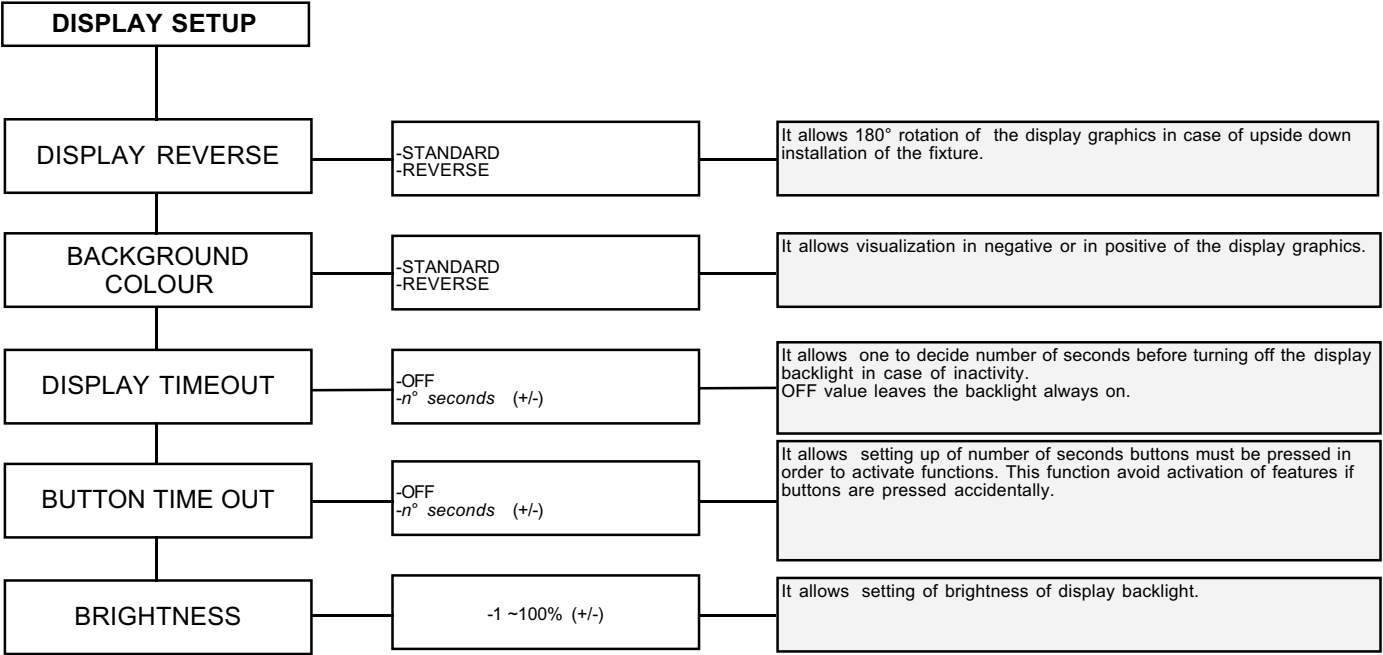 DISPLAY SETUP
DISPLAY REVERSE
-STANDARD
-REVERSE
It allows 180° rotation of the display graphics in case of upside down
installation of the fixture.
BACKGROUND
COLOUR
-STANDARD
-REVERSE
It allows visualization in negative or in positive of the display graphics.
DISPLAY TIMEOUT
-OFF
-n° seconds (+/-)
It allows one to decide number of seconds before turning off the display
backlight in case of inactivity.
OFF value leaves the backlight always on.
BUTTON TIME OUT
-OFF
-n° seconds (+/-)
It allows setting up of number of seconds buttons must be pressed in
order to activate functions. This function avoid activation of features if
buttons are pressed accidentally.
BRIGHTNESS
-1 ~100% (+/-)
It allows setting of brightness of display backlight.